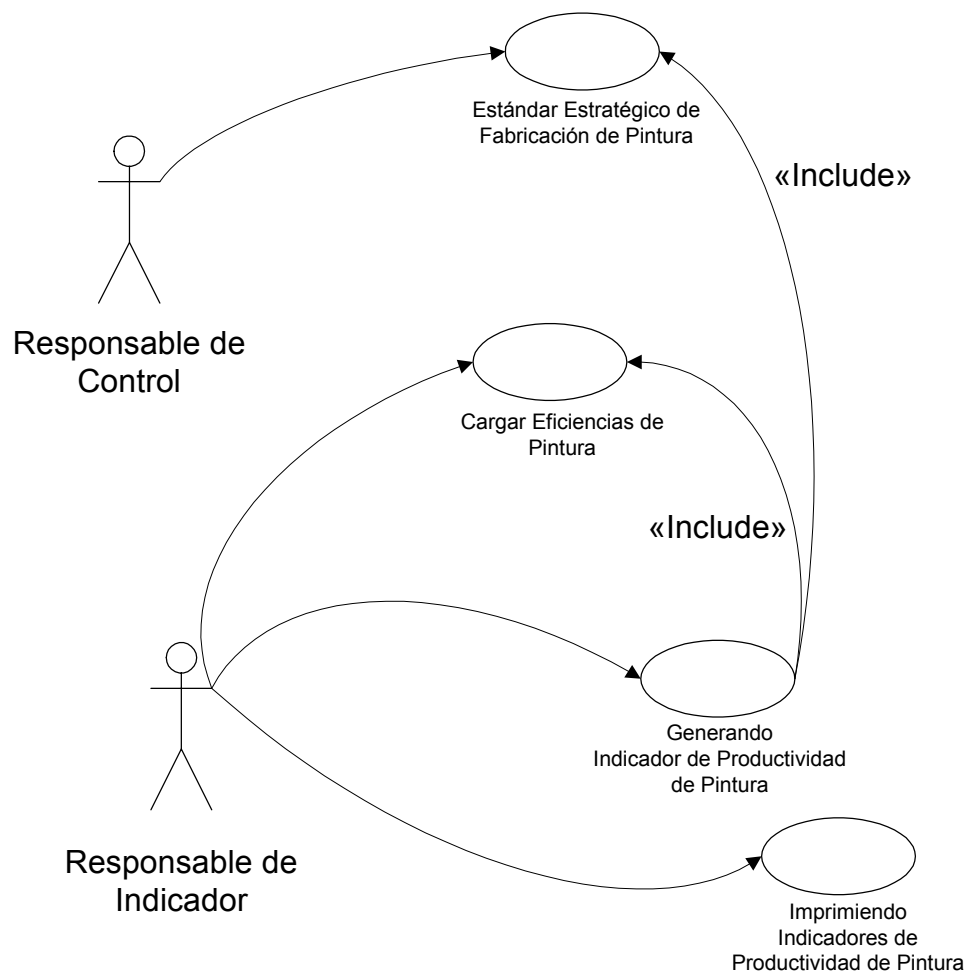 Estándar Estratégico de
Fabricación de Pintura
«Include»
Responsable de
Control
Cargar Eficiencias de
Pintura
«Include»
Generando
Indicador de Productividad
de Pintura
Responsable de
Indicador
Imprimiendo
Indicadores de
Productividad de Pintura